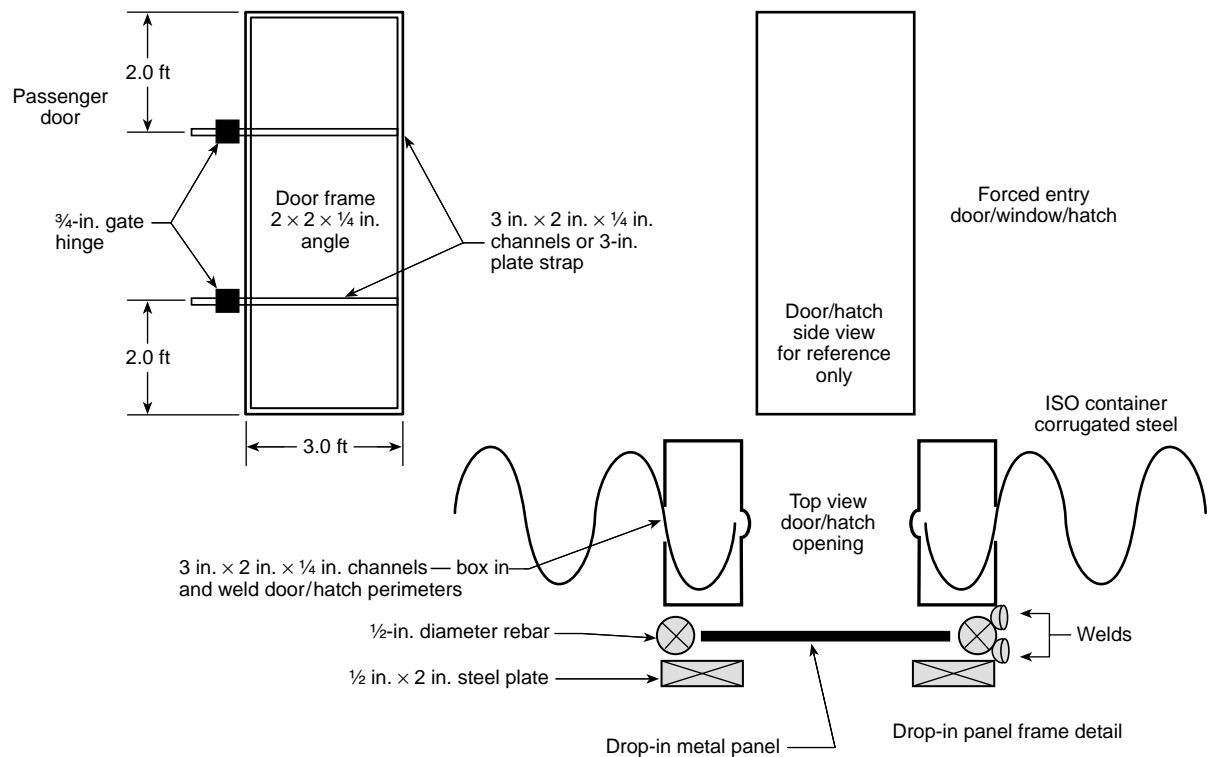 2.0 ft
Passenger
door
¾-in. gate
hinge
Door frame
2 × 2 × ¼ in.
angle
3 in. × 2 in. × ¼ in.
channels or 3-in.
plate strap
2.0 ft
3.0 ft
Forced entry
door/window/hatch
Door/hatch
side view
for reference
only
ISO container
corrugated steel
Top view
door/hatch
opening
3 in. × 2 in. × ¼ in. channels — box in
and weld door/hatch perimeters
½-in. diameter rebar
Welds
½ in. × 2 in. steel plate
Drop-in panel frame detail
Drop-in metal panel